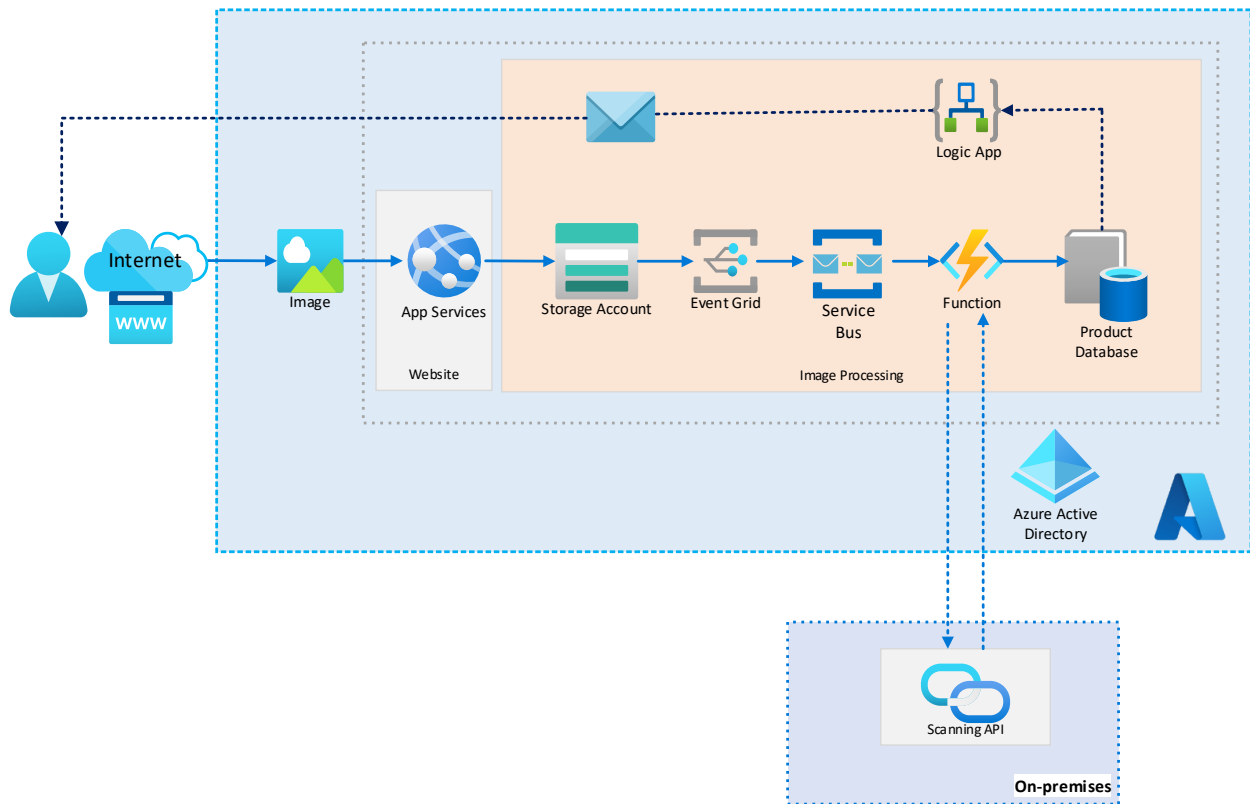 Logic App
Internet
WWW
Image
App Services
Storage Account
Event Grid
Service
Bus
Function
Product
Database
Website
Image Processing
Azure Active
Directory
Scanning API
On-premises